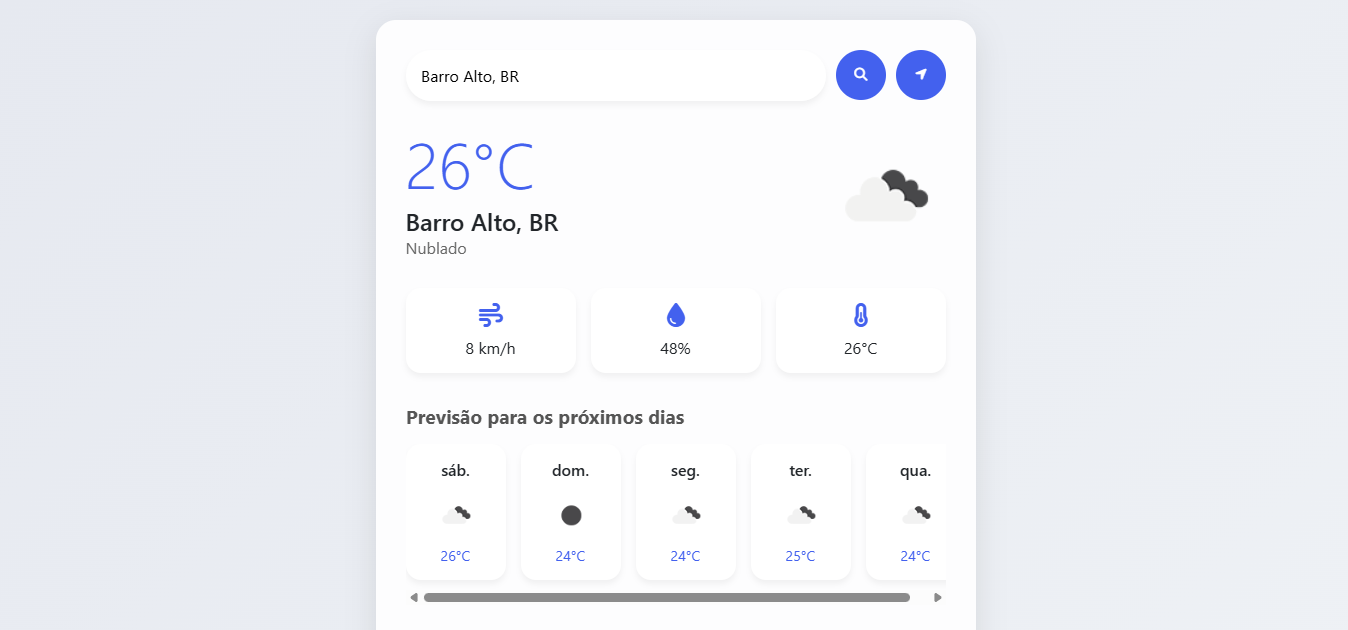 Barro Alto, BR
26°C
Barro Alto, BR
Nublado
8 km/h
48%
26°C
Previsão para os próximos dias
sáb.
dom.
seg.
ter.
qua.
26°C
24°C
24°C
25°C
24°C